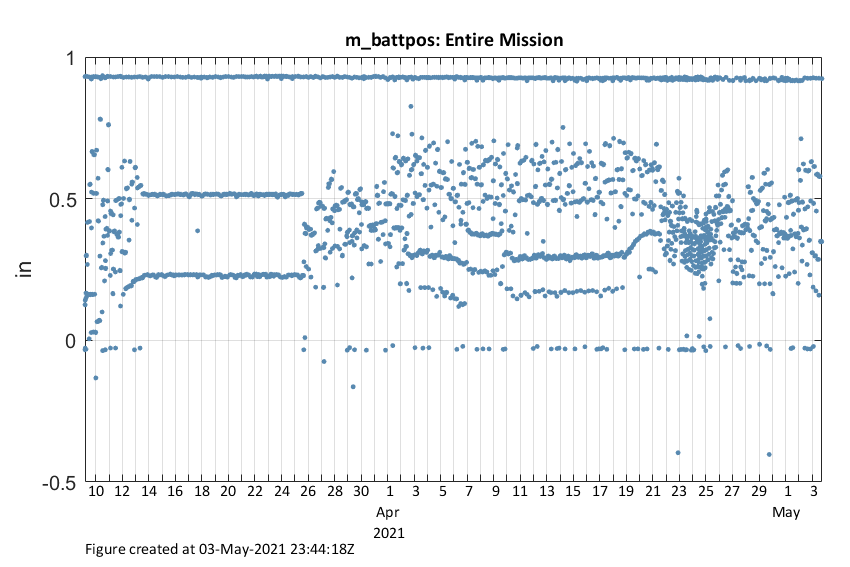 m_battpos: Entire Mission
1
0.5
0
-0.5
in
10 12 14 16 18 20 22 24 26 28 30 1 3 5 7 9 11 13 15 17 19 21 23 25 27 29 1 3
Apr May
2021
Figure created at 03-May-2021 23:44:18Z